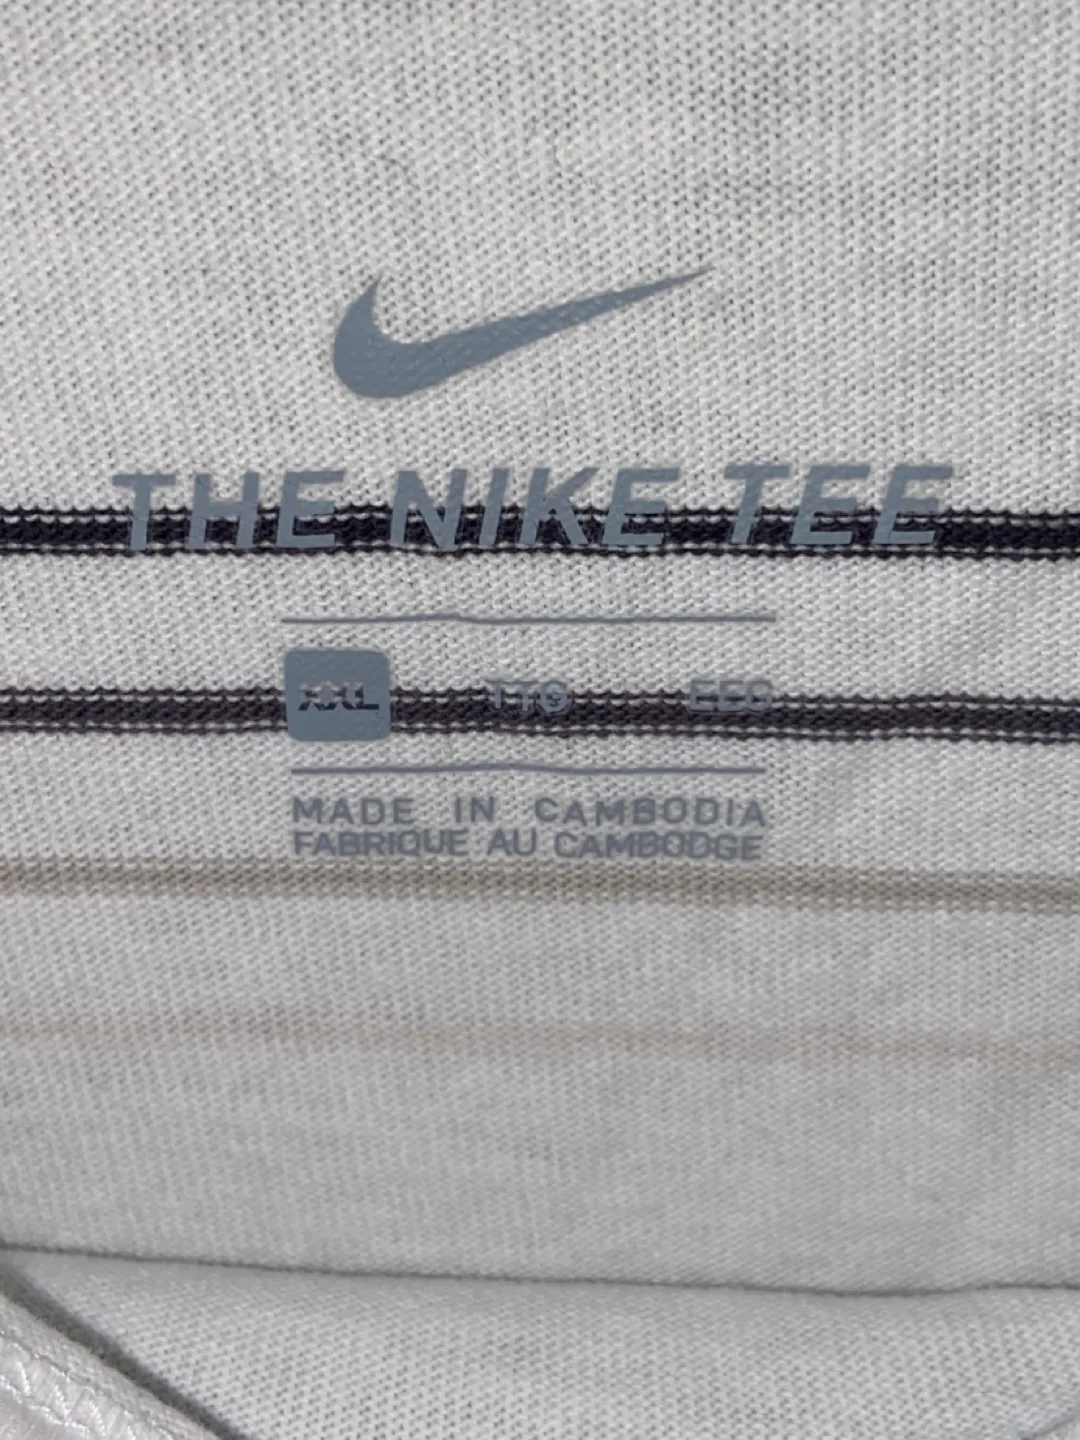 THE NIKE TEE
XXL TTG EEG
MADE IN CAMBODIA
FABRIQUE AU CAMBODGE